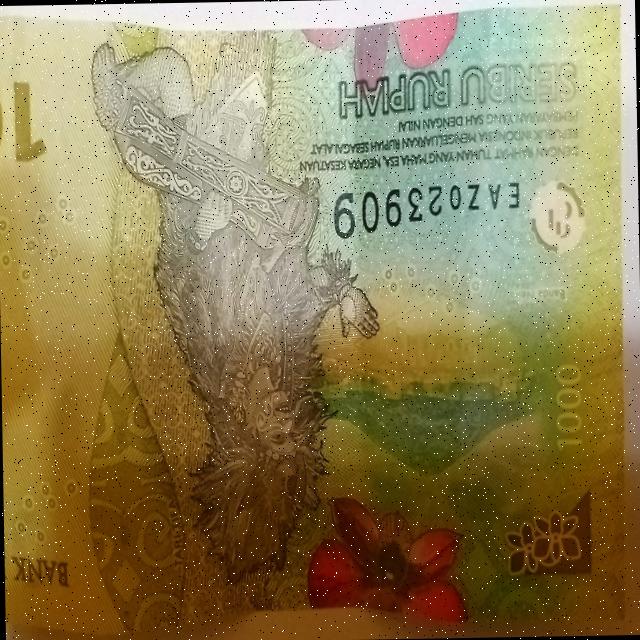 BANK
1000
EAZ023909
DENGAN RAHMAT TUHAN YANG MAHA ESA, NEGARA KESATUAN
REPUBLIK INDONESIA MENGELUARKAN RUPIAH SEBAGAI ALAT
PEMBAYARAN YANG SAH DENGAN NILAI
SERIBU RUPIAH